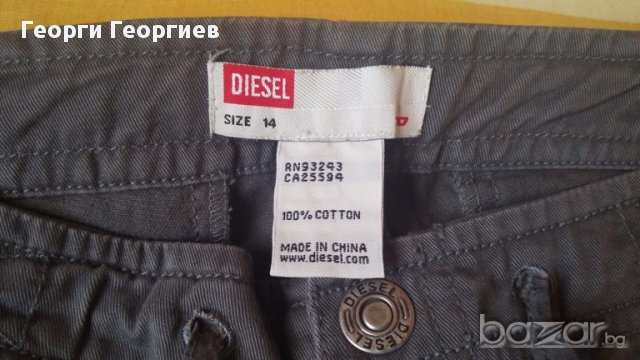 Георги Георгиев
DIESEL
SIZE 14
RN93243
CA25594
100% COTTON
MADE IN CHINA
www.diesel.com
DIESEL
DIESEL
bazar.bg